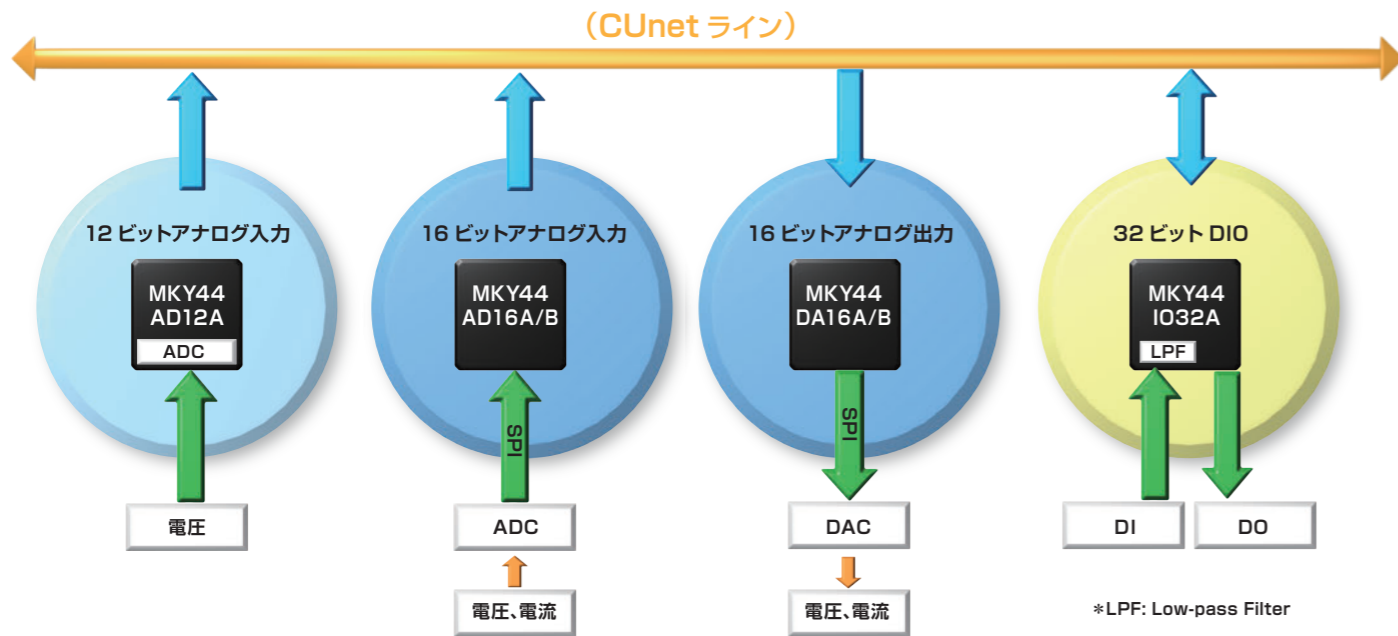 （CUnet ライン）
12 ビットアナログ入力
MKY44
AD12A
ADC
電圧
16 ビットアナログ入力
MKY44
AD16A/B
SPI
ADC
電圧、電流
16 ビットアナログ出力
MKY44
DA16A/B
SPI
DAC
電圧、電流
32 ビット DIO
MKY44
IO32A
LPF
DI
DO
*LPF: Low-pass Filter